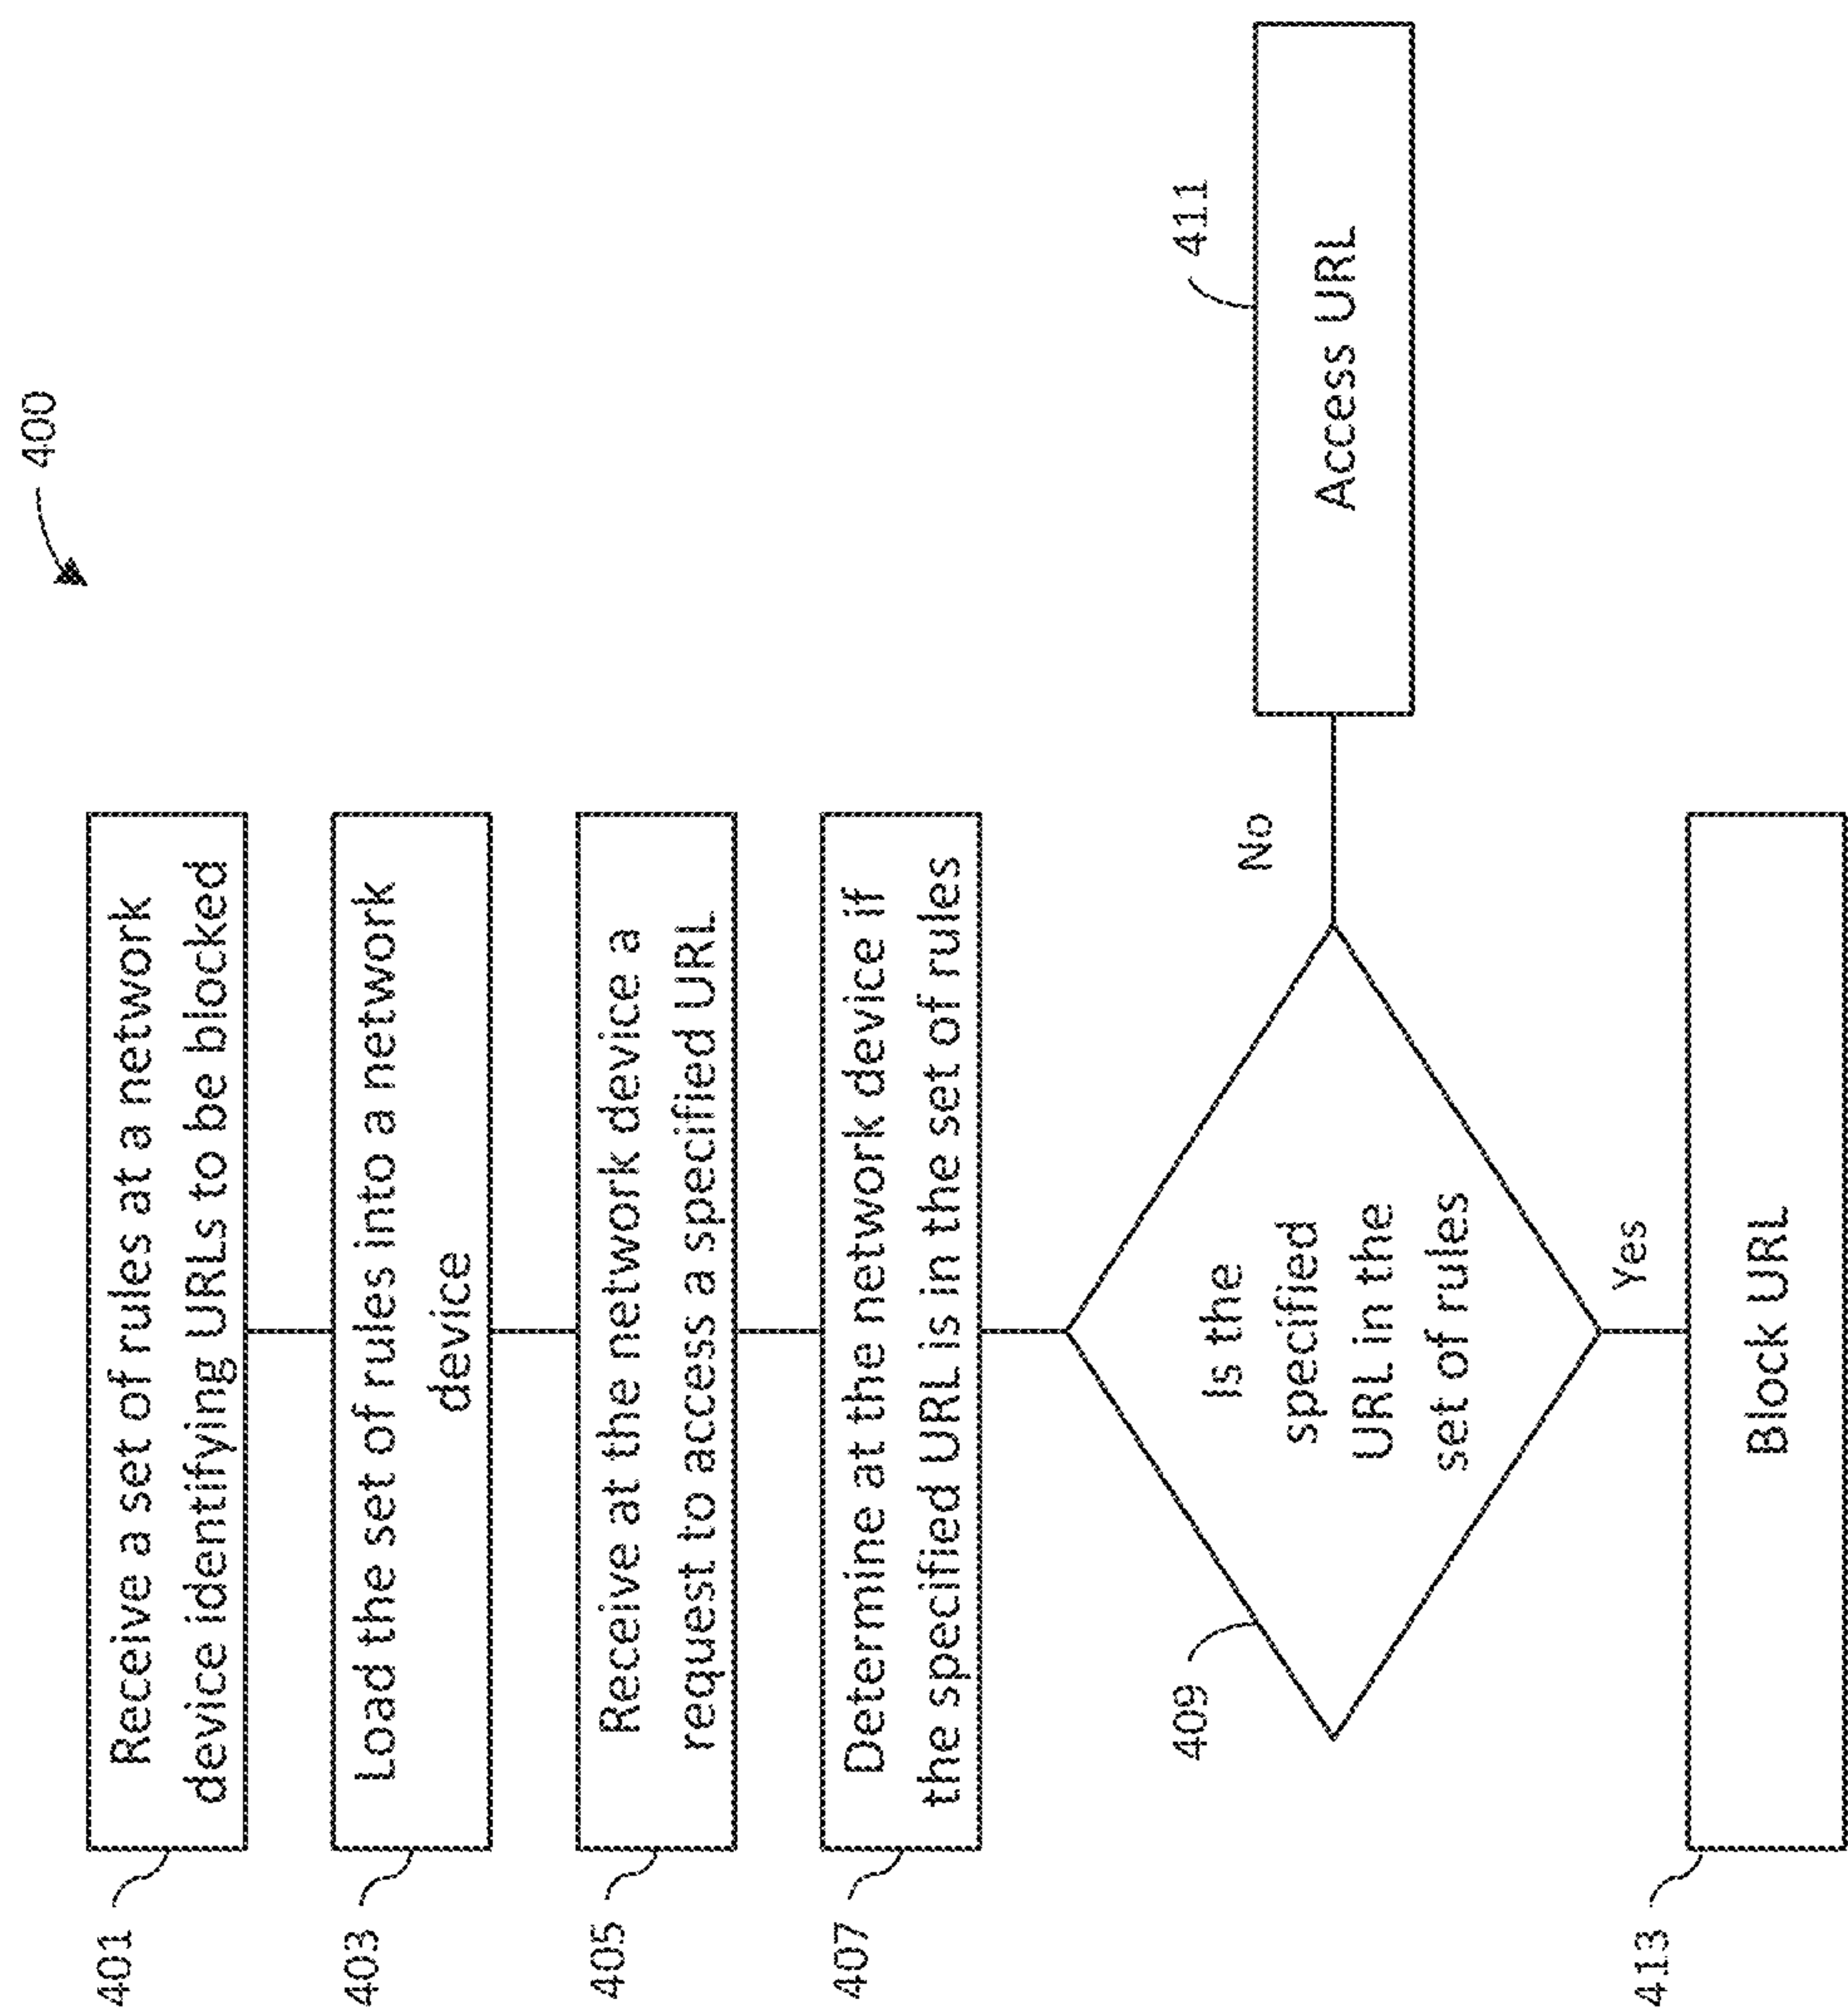 400
401
Receive a set of rules at a network
device identifying URLs to be blocked
403
Load the set of rules into a network
device
405
Receive at the network device a
request to access a specified URL
407
Determine at the network device if
the specified URL is in the set of rules
409
Is the
specified
URL in the
set of rules
No
411
Access URL
Yes
413
Block URL